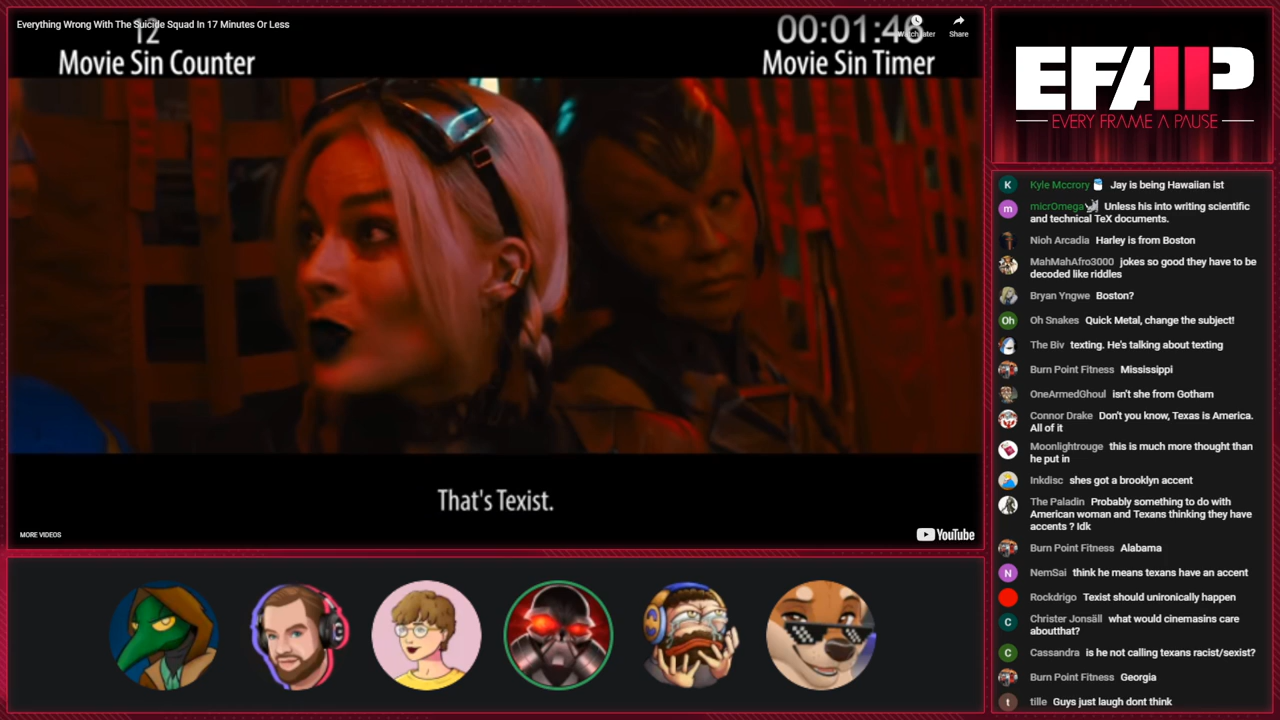 Everything Wrong With The Suicide Squad In 17 Minutes Or Less
12
Movie Sin Counter
00:01:46
Movie Sin Timer
Watch later
Share
That's Texist.
MORE VIDEOS
YouTube
EFAP
EVERY FRAME A PAUSE
K
Kyle Mccrory Jay is being Hawaiian ist
m
micrOmega Unless his into writing scientific
and technical TeX documents.
Nioh Arcadia Harley is from Boston
MahMahAfro3000 jokes so good they have to be
decoded like riddles
Bryan Yngwe Boston?
Oh
Oh Snakes Quick Metal, change the subject!
The Biv texting. He's talking about texting
Burn Point Fitness Mississippi
OneArmedGhoul isn't she from Gotham
Connor Drake Don't you know, Texas is America.
All of it
Moonlightrouge this is much more thought than
he put in
Inkdisc shes got a brooklyn accent
The Paladin Probably something to do with
American woman and Texans thinking they have
accents ? Idk
Burn Point Fitness Alabama
N
NemSai think he means texans have an accent
Rockdrigo Texist should unironically happen
C
Christer Jonsäll what would cinemasins care
aboutthat?
C
Cassandra is he not calling texans racist/sexist?
Burn Point Fitness Georgia
t
tille Guys just laugh dont think